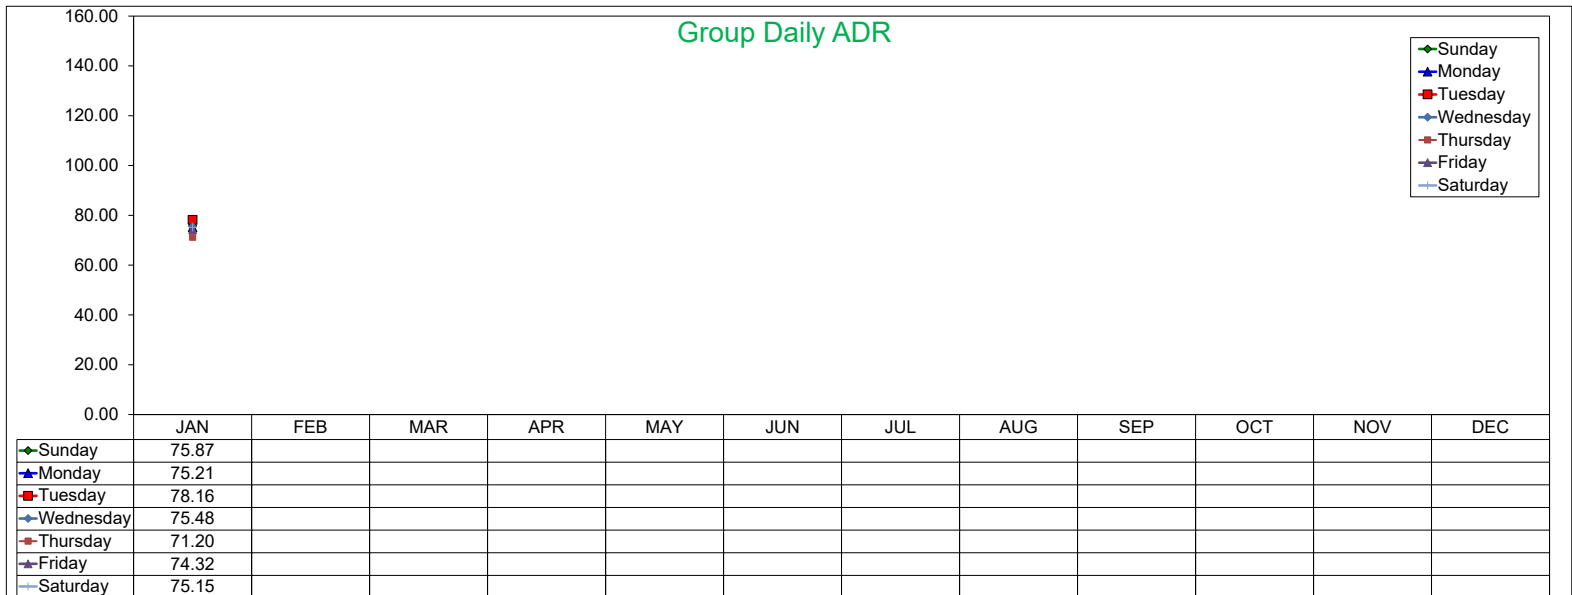 Group Daily ADR
160.00
140.00
120.00
100.00
80.00
60.00
40.00
20.00
0.00
Sunday
Monday
Tuesday
Wednesday
Thursday
Friday
Saturday
JAN FEB MAR APR MAY JUN JUL AUG SEP OCT NOV DEC
Sunday 75.87
Monday 75.21
Tuesday 78.16
Wednesday 75.48
Thursday 71.20
Friday 74.32
Saturday 75.15